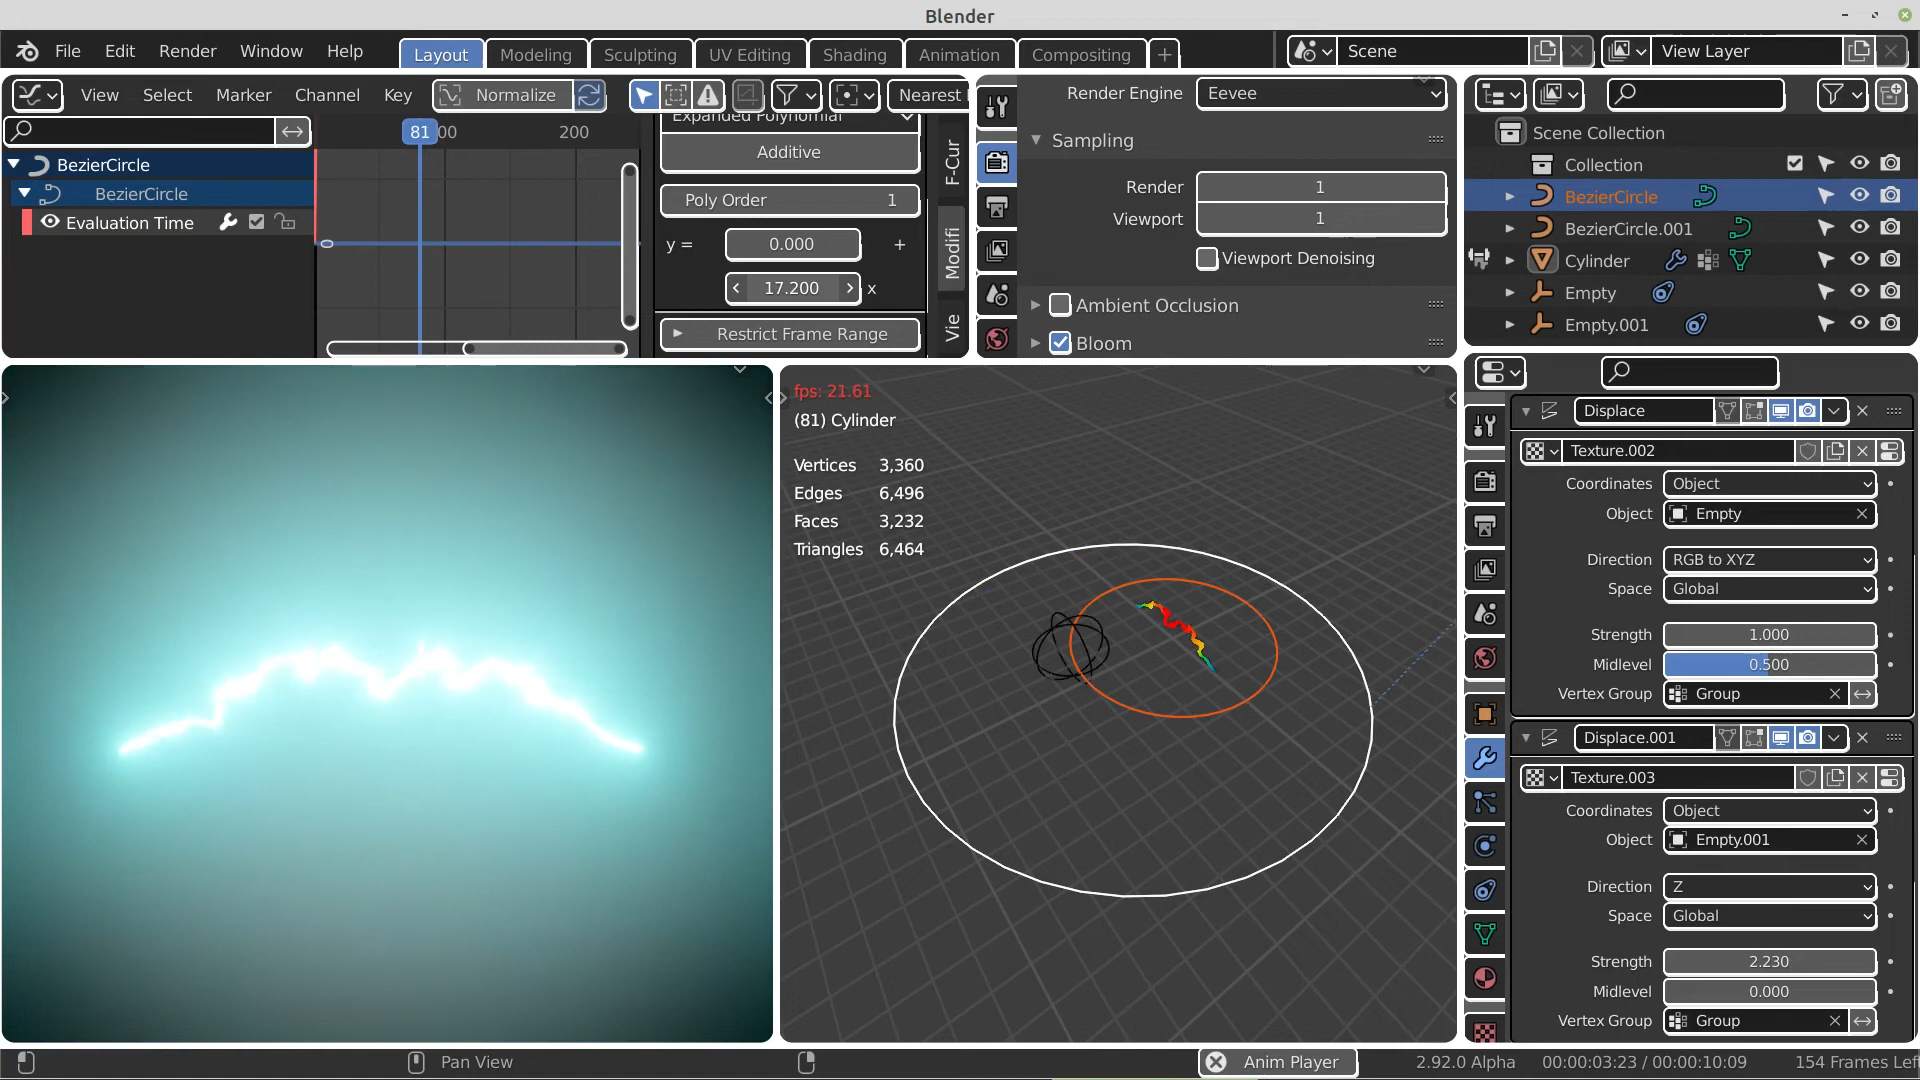 Blender
File Edit Render Window Help Layout Modeling Sculpting UV Editing Shading Animation Compositing + Scene View Layer
View Select Marker Channel Key Normalize Nearest
81 00 200
BezierCircle
BezierCircle
Evaluation Time
Expanded Polynomial
Additive
Poly Order 1
y = 0.000 +
17.200 x
Restrict Frame Range
F-Cur
Modifi
Vie
Render Engine Eevee
Sampling
Render 1
Viewport 1
Viewport Denoising
Ambient Occlusion
Bloom
Scene Collection
Collection
BezierCircle
BezierCircle.001
Cylinder
Empty
Empty.001
fps: 21.61
(81) Cylinder
Vertices 3,360
Edges 6,496
Faces 3,232
Triangles 6,464
Displace
Texture.002
Coordinates Object
Object Empty
Direction RGB to XYZ
Space Global
Strength 1.000
Midlevel 0.500
Vertex Group Group
Displace.001
Texture.003
Coordinates Object
Object Empty.001
Direction Z
Space Global
Strength 2.230
Midlevel 0.000
Vertex Group Group
Pan View Anim Player 2.92.0 Alpha 00:00:03:23 / 00:00:10:09 154 Frames Lef